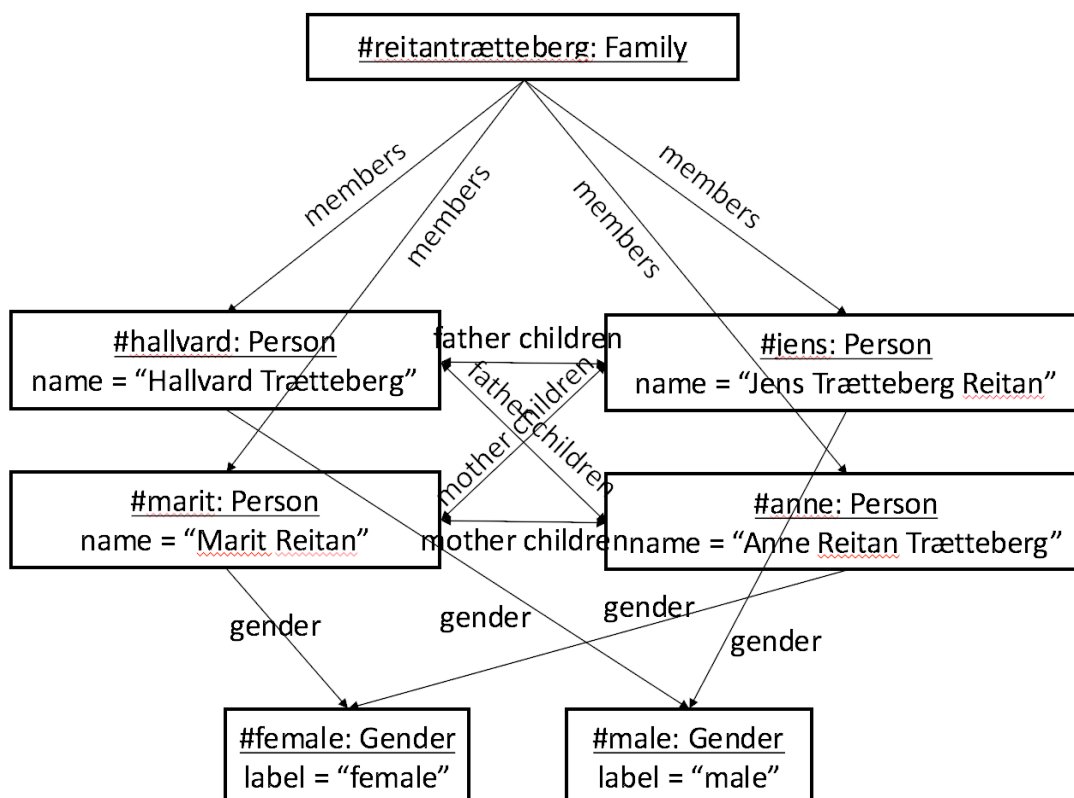 #reitantrætteberg: Family
members
members
members
members
#hallvard: Person
name = “Hallvard Trætteberg”
father children
#jens: Person
name = “Jens Trætteberg Reitan”
father children
mother children
#marit: Person
name = “Marit Reitan”
mother children
#anne: Person
name = “Anne Reitan Trætteberg”
gender
gender
gender
gender
#female: Gender
label = “female”
#male: Gender
label = “male”